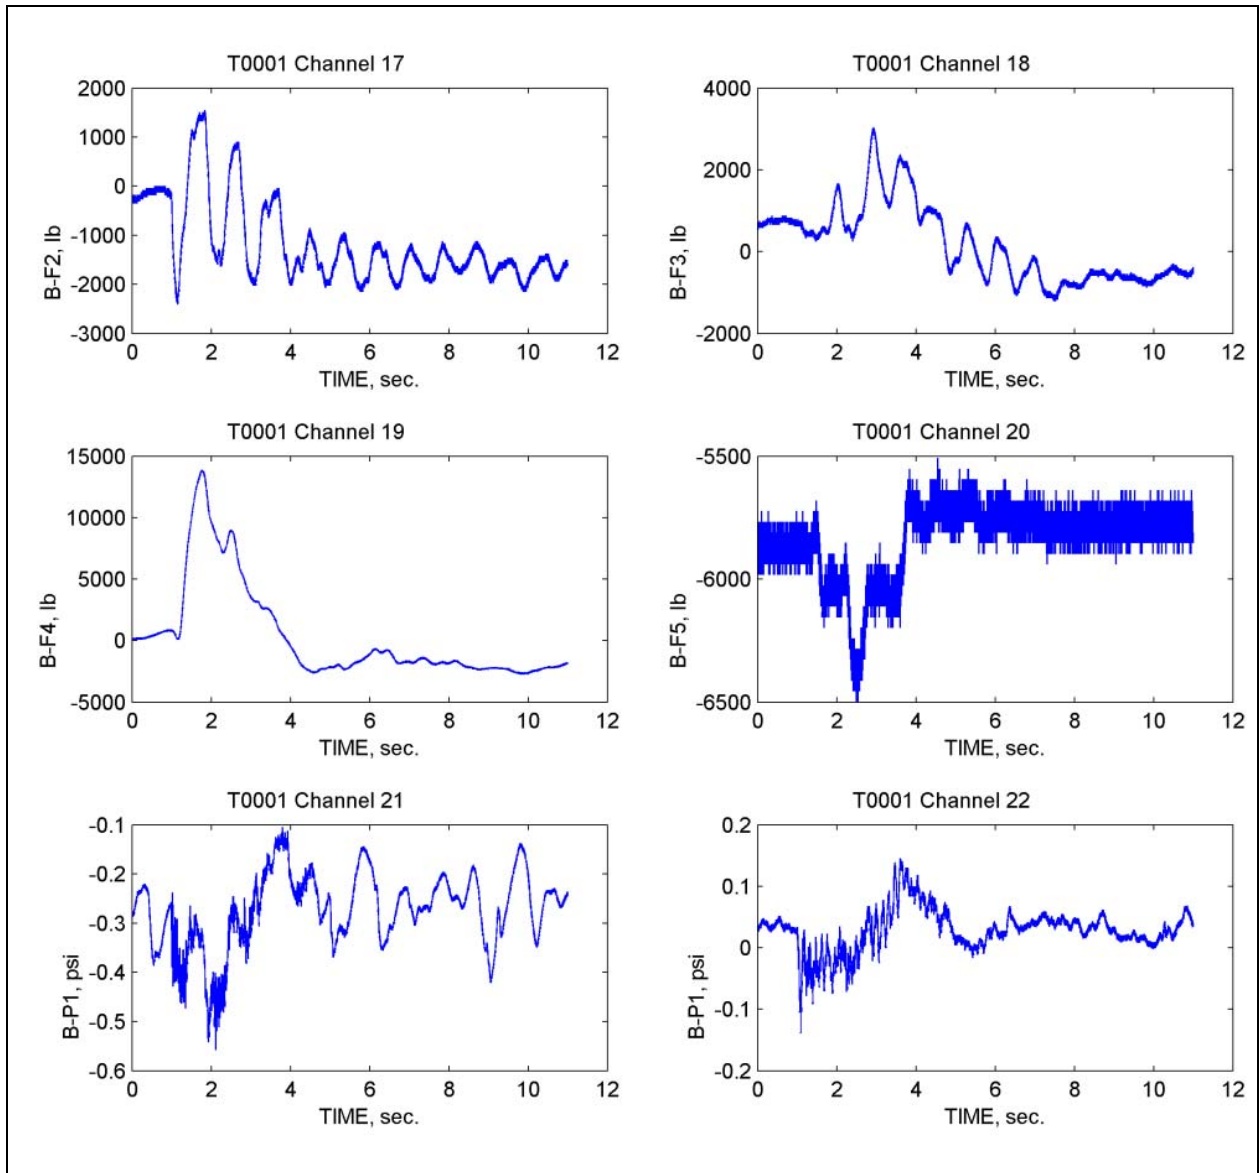 T0001 Channel 17
2000
1000
0
-1000
-2000
-3000
B-F2, lb
0 2 4 6 8 10 12
TIME, sec.
T0001 Channel 18
4000
2000
0
-2000
B-F3, lb
0 2 4 6 8 10 12
TIME, sec.
T0001 Channel 19
15000
10000
5000
0
-5000
B-F4, lb
0 2 4 6 8 10 12
TIME, sec.
T0001 Channel 20
-5500
-6000
-6500
B-F5, lb
0 2 4 6 8 10 12
TIME, sec.
T0001 Channel 21
-0.1
-0.2
-0.3
-0.4
-0.5
-0.6
B-P1, psi
0 2 4 6 8 10 12
TIME, sec.
T0001 Channel 22
0.2
0.1
0
-0.1
-0.2
B-P1, psi
0 2 4 6 8 10 12
TIME, sec.